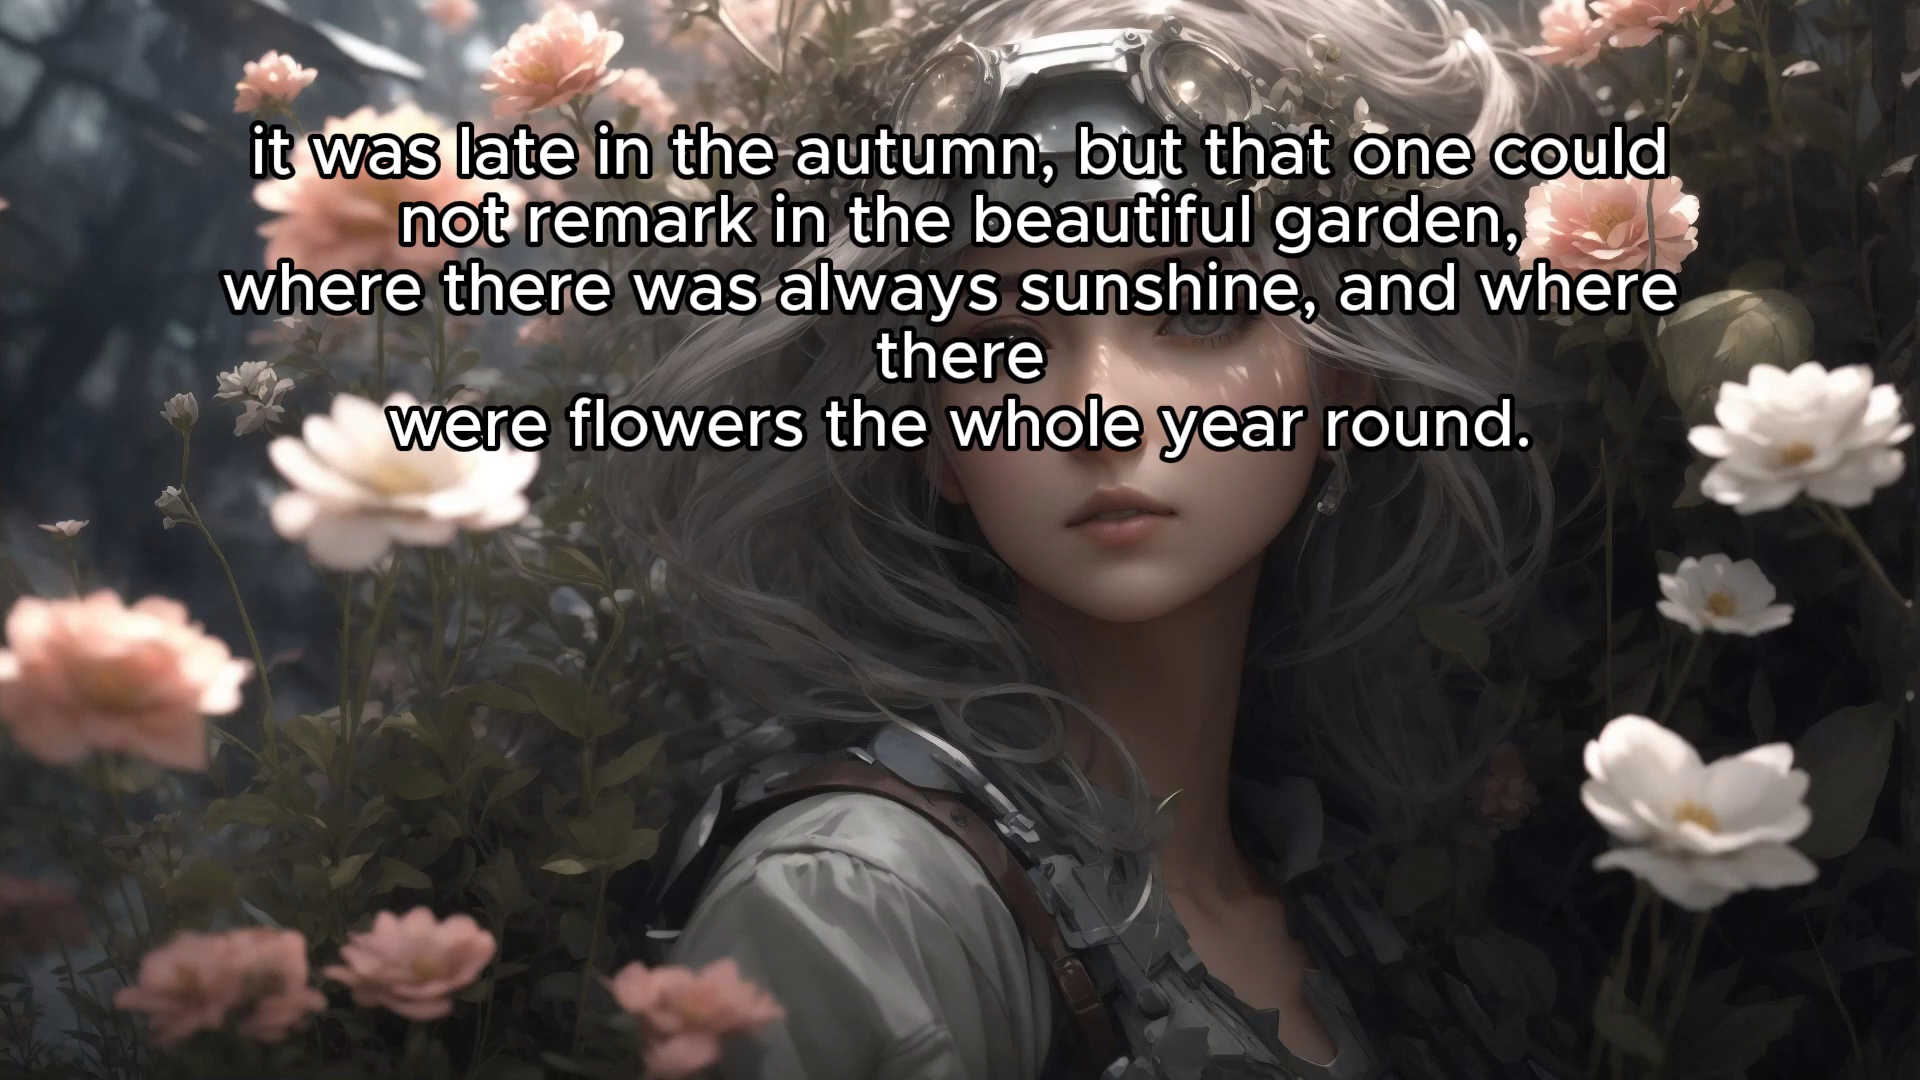 it was late in the autumn, but that one could
not remark in the beautiful garden,
where there was always sunshine, and where
there
were flowers the whole year round.